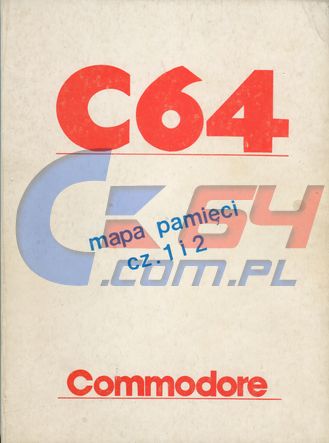 C64
C64
.COM.PL
mapa pamięci
cz. 1 i 2
Commodore